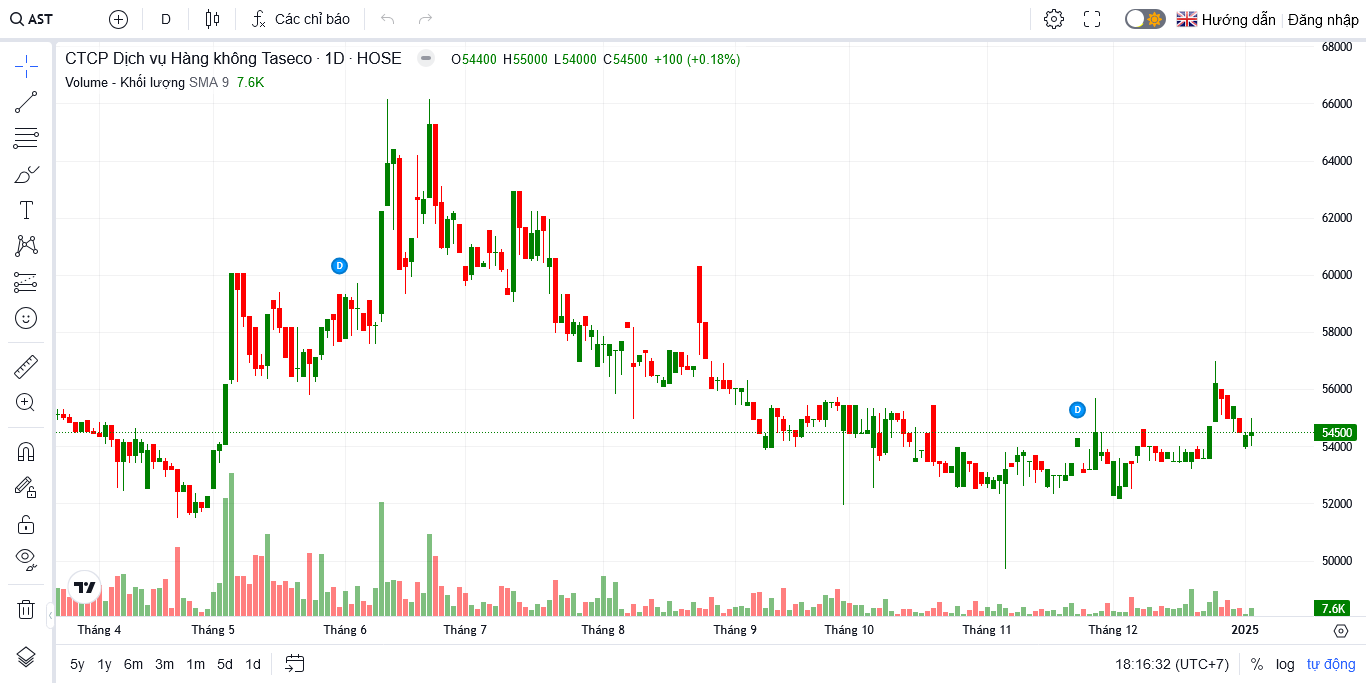 AST D Các chỉ báo Hướng dẫn Đăng nhập
CTCP Dịch vụ Hàng không Taseco · 1D · HOSE O54400 H55000 L54000 C54500 +100 (+0.18%)
Volume - Khối lượng SMA 9 7.6K
68000
66000
64000
62000
60000
58000
56000
54500
54000
52000
50000
7.6K
D
D
Tháng 4 Tháng 5 Tháng 6 Tháng 7 Tháng 8 Tháng 9 Tháng 10 Tháng 11 Tháng 12 2025
5y 1y 6m 3m 1m 5d 1d 18:16:32 (UTC+7) % log tự động